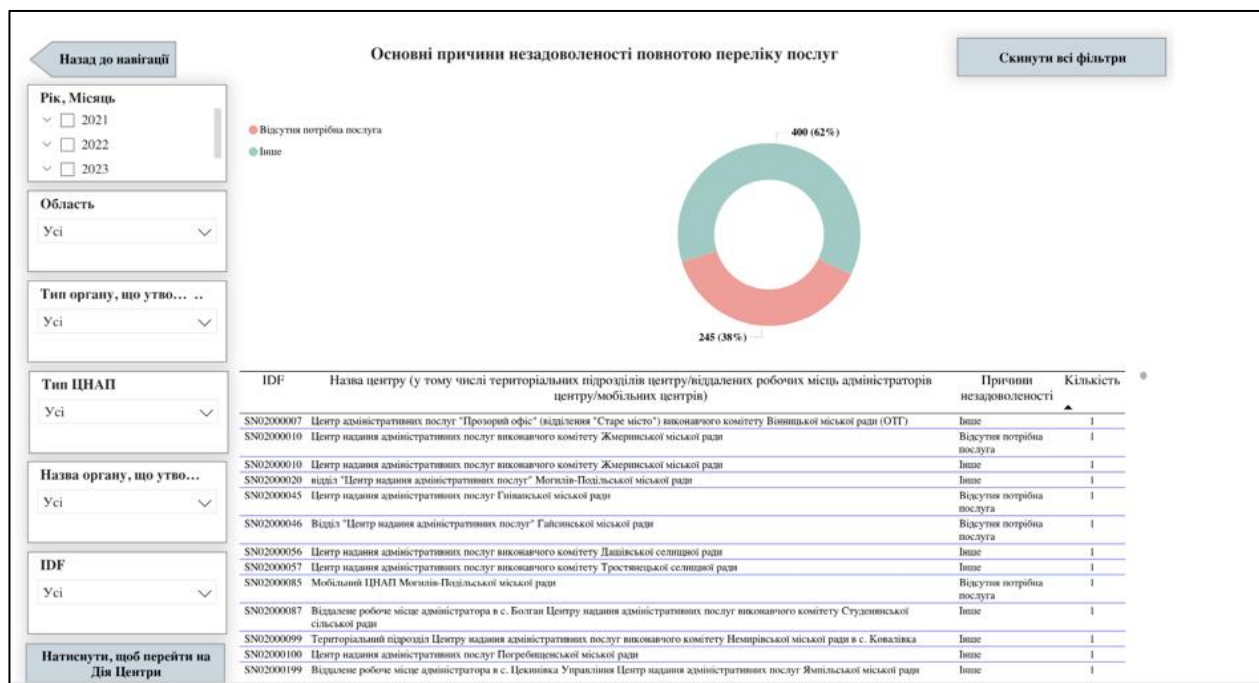 Назад до навігації
Основні причини незадоволеності повнотою переліку послуг
Скинути всі фільтри
Рік, Місяць
2021
2022
2023
Область
Усі
Тип органу, що утво... ..
Усі
Тип ЦНАП
Усі
Назва органу, що утво...
Усі
IDF
Усі
Натиснути, щоб перейти на
Дія Центри
Відсутня потрібна послуга
Інше
400 (62%)
245 (38%)
IDF Назва центру (у тому числі територіальних підрозділів центру/віддалених робочих місць адміністраторів Причини Кількість
центру/мобільних центрів) незадоволеності
SN02000007 Центр адміністративних послуг "Прозорий офіс" (відділення "Старе місто") виконавчого комітету Вінницької міської ради (ОТГ) Інше 1
SN02000010 Центр надання адміністративних послуг виконавчого комітету Жмеринської міської ради Відсутня потрібна 1
послуга
SN02000010 Центр надання адміністративних послуг виконавчого комітету Жмеринської міської ради Інше 1
SN02000020 відділ "Центр надання адміністративних послуг" Могилів-Подільської міської ради Інше 1
SN02000045 Центр надання адміністративних послуг Гніванської міської ради Відсутня потрібна 1
послуга
SN02000046 Відділ "Центр надання адміністративних послуг" Гайсинської міської ради Відсутня потрібна 1
послуга
SN02000056 Центр надання адміністративних послуг виконавчого комітету Дашівської селищної ради Інше 1
SN02000057 Центр надання адміністративних послуг виконавчого комітету Тростянецької селищної ради Інше 1
SN02000085 Мобільний ЦНАП Могилів-Подільської міської ради Відсутня потрібна 1
послуга
SN02000087 Віддалене робоче місце адміністратора в с. Болган Центру надання адміністративних послуг виконавчого комітету Студенянської Інше 1
сільської ради
SN02000099 Територіальний підрозділ Центру надання адміністративних послуг виконавчого комітету Немирівської міської ради в с. Ковалівка Інше 1
SN02000100 Центр надання адміністративних послуг Погребищенської міської ради Інше 1
SN02000199 Віддалене робоче місце адміністратора в с. Цекинівка Управління Центр надання адміністративних послуг Ямпільської міської ради Інше 1